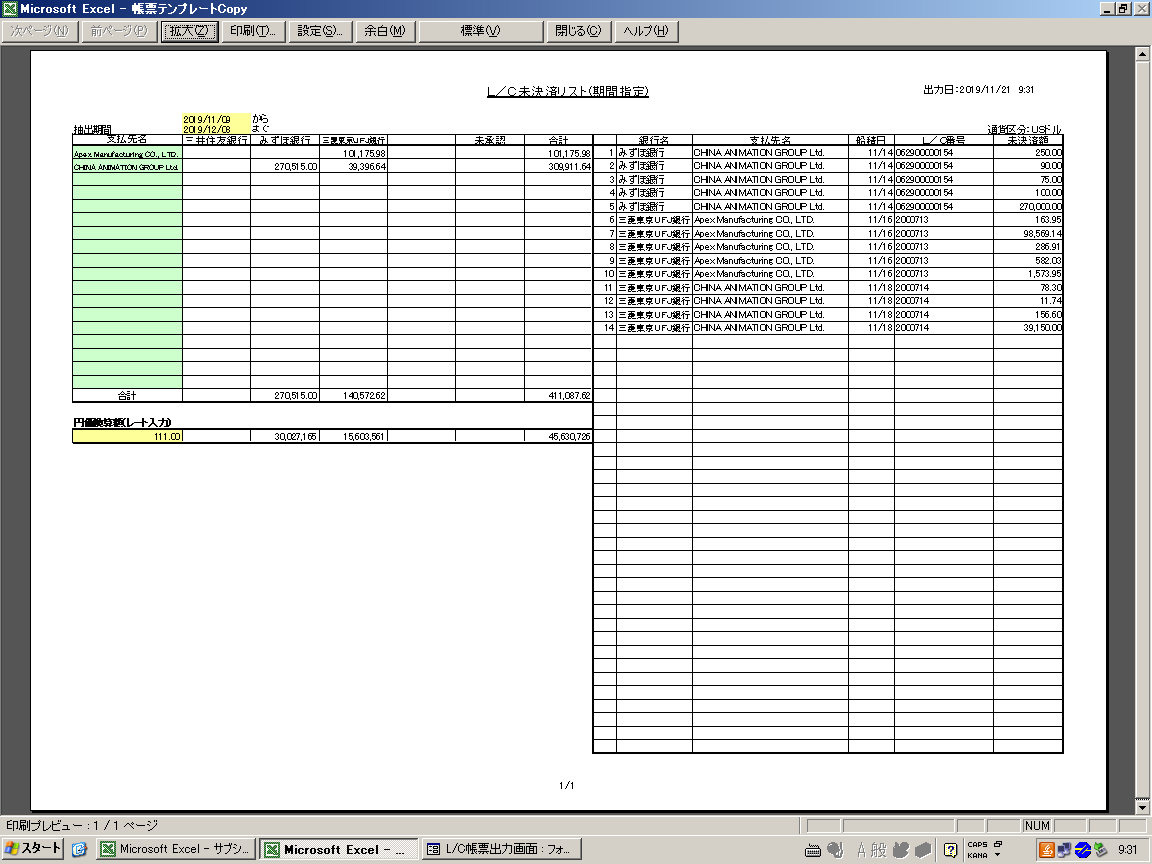 Microsoft Excel - 帳票テンプレートCopy
次ページ(N) 前ページ(P) 拡大(Z) 印刷(T)... 設定(S)... 余白(M) 標準(V) 閉じる(C) ヘルプ(H)
L/C未決済リスト(期間指定)
出力日:2019/11/21 9:31
抽出期間 2019/11/09 から
2019/12/08 まで
通貨区分:USドル
支払先名 三井住友銀行 みずほ銀行 三菱東京UFJ銀行 未承認 合計
Apex Manufacturing CO., LTD. 101,175.98 101,175.98
CHINA ANIMATION GROUP Ltd. 270,515.00 39,396.64 309,911.64
合計 270,515.00 140,572.62 411,087.62
円価換算額(レート入力)
111.00 30,027,165 15,603,561 45,630,726
銀行名 支払先名 船積日 L/C番号 未決済額
1 みずほ銀行 CHINA ANIMATION GROUP Ltd. 11/14 062900000154 250.00
2 みずほ銀行 CHINA ANIMATION GROUP Ltd. 11/14 062900000154 90.00
3 みずほ銀行 CHINA ANIMATION GROUP Ltd. 11/14 062900000154 75.00
4 みずほ銀行 CHINA ANIMATION GROUP Ltd. 11/14 062900000154 100.00
5 みずほ銀行 CHINA ANIMATION GROUP Ltd. 11/14 062900000154 270,000.00
6 三菱東京UFJ銀行 Apex Manufacturing CO., LTD. 11/16 2000713 163.95
7 三菱東京UFJ銀行 Apex Manufacturing CO., LTD. 11/16 2000713 98,569.14
8 三菱東京UFJ銀行 Apex Manufacturing CO., LTD. 11/16 2000713 286.91
9 三菱東京UFJ銀行 Apex Manufacturing CO., LTD. 11/16 2000713 582.03
10 三菱東京UFJ銀行 Apex Manufacturing CO., LTD. 11/16 2000713 1,573.95
11 三菱東京UFJ銀行 CHINA ANIMATION GROUP Ltd. 11/18 2000714 78.30
12 三菱東京UFJ銀行 CHINA ANIMATION GROUP Ltd. 11/18 2000714 11.74
13 三菱東京UFJ銀行 CHINA ANIMATION GROUP Ltd. 11/18 2000714 156.60
14 三菱東京UFJ銀行 CHINA ANIMATION GROUP Ltd. 11/18 2000714 39,150.00
1/1
印刷プレビュー : 1 / 1 ページ NUM
スタート Microsoft Excel - サブシ... Microsoft Excel - ... L/C帳票出力画面 : フォ... A 般 CAPS KANA 9:31